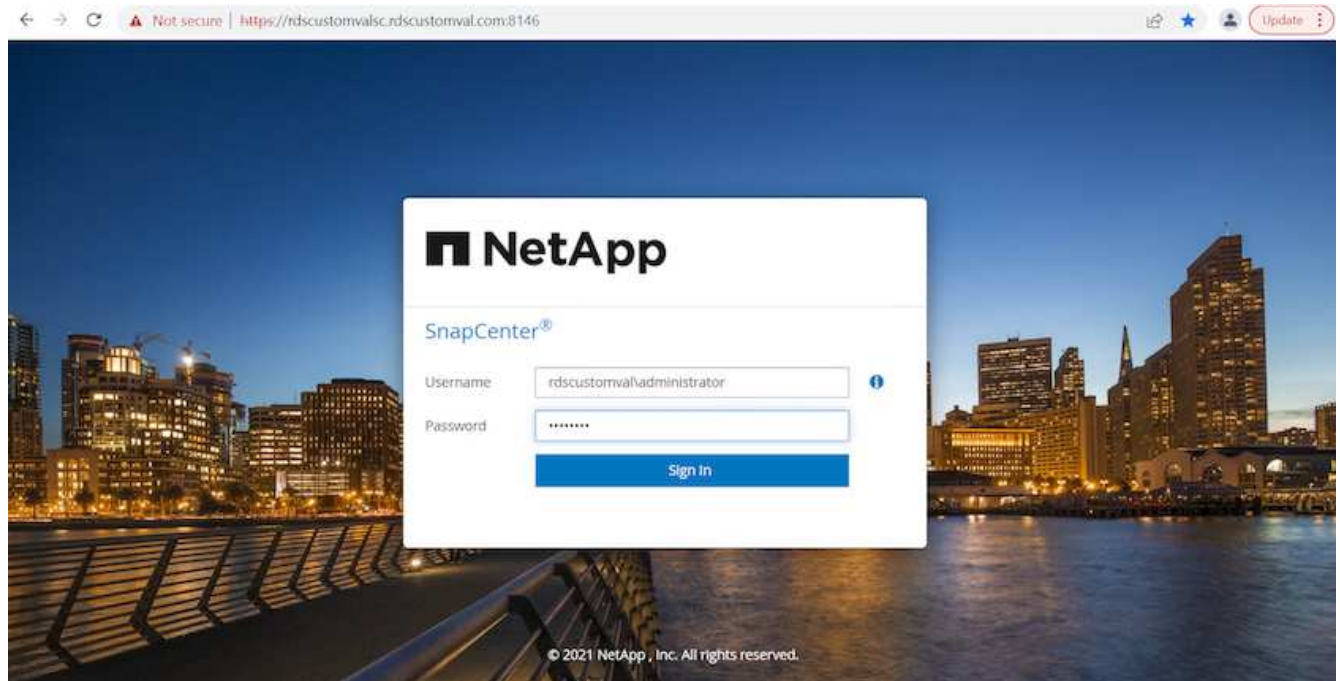 Not secure | https://rdscustomvalsc.rdscustomval.com:8146
Update
NetApp
SnapCenter®
Username rdscustomval\administrator
Password ········
Sign In
© 2021 NetApp , Inc. All rights reserved.